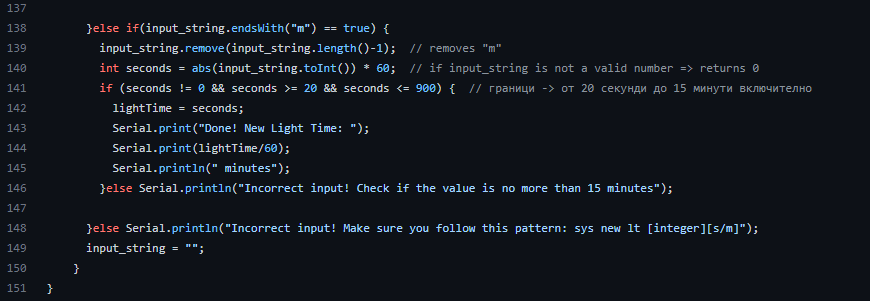 137
138 }else if(input_string.endsWith("m") == true) {
139 input_string.remove(input_string.length()-1); // removes "m"
140 int seconds = abs(input_string.toInt()) * 60; // if input_string is not a valid number => returns 0
141 if (seconds != 0 && seconds >= 20 && seconds <= 900) { // граници -> от 20 секунди до 15 минути включително
142 lightTime = seconds;
143 Serial.print("Done! New Light Time: ");
144 Serial.print(lightTime/60);
145 Serial.println(" minutes");
146 }else Serial.println("Incorrect input! Check if the value is no more than 15 minutes");
147
148 }else Serial.println("Incorrect input! Make sure you follow this pattern: sys new lt [integer][s/m]");
149 input_string = "";
150 }
151 }